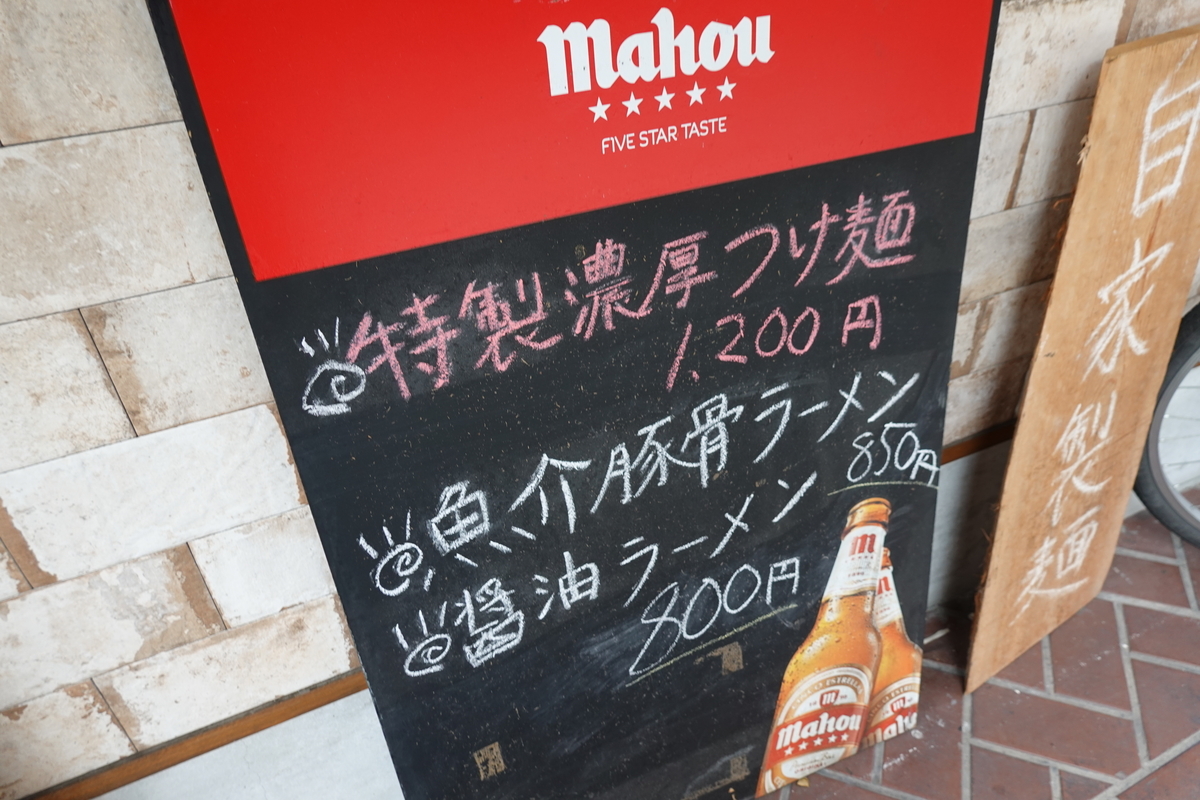 mahou
★★★★★
FIVE STAR TASTE
特製濃厚つけ麺
1.200円
魚介豚骨ラーメン
850円
醤油ラーメン
800円
mahou
★★★★★
自家製麺